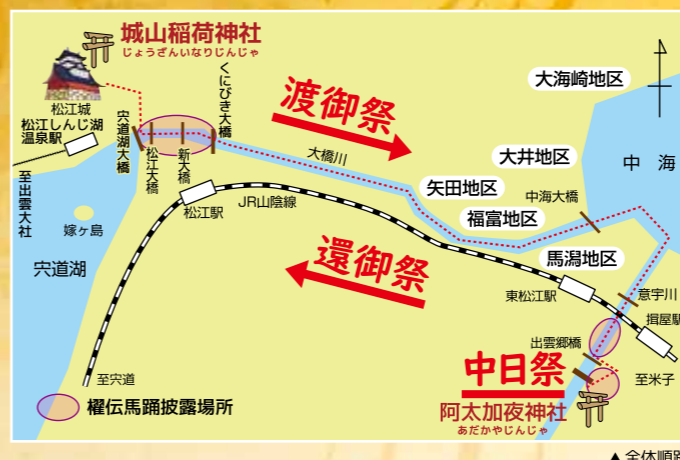 城山稲荷神社
じょうざんいなりじんじゃ
松江城
松江しんじ湖
温泉駅
至出雲大社
宍道湖大橋
松江大橋
新大橋
くにびき大橋
渡御祭
大橋川
大海崎地区
大井地区
中海
矢田地区
中海大橋
福富地区
馬潟地区
嫁ヶ島
宍道湖
松江駅
JR山陰線
還御祭
東松江駅
意宇川
揖屋駅
出雲郷橋
中日祭
至米子
阿太加夜神社
あだかやじんじゃ
至宍道
櫂伝馬踊披露場所